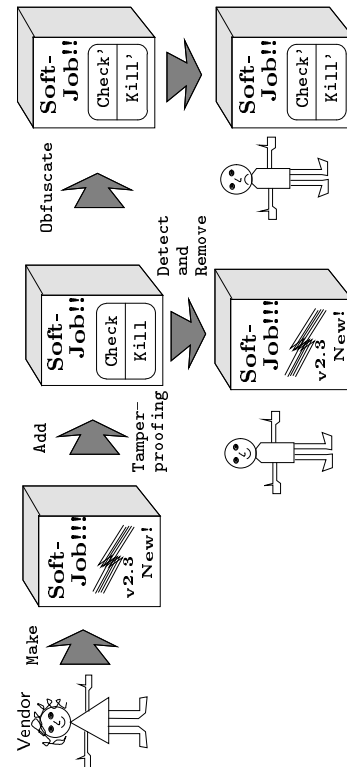 Vendor
Make
Soft-
Job!!!
v2.3
New!
Add
Tamper-
proofing
Soft-
Job!!
Check
Kill
Obfuscate
Soft-
Job!!
Check'
Kill'
Detect
and
Remove
Soft-
Job!!!
v2.3
New!
Soft-
Job!!
Check'
Kill'